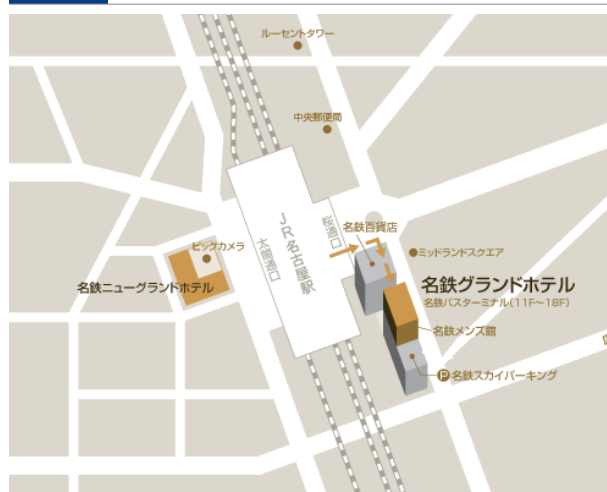 ルーセントタワー
中央郵便局
JR名古屋駅
桜通口
太閤通口
名鉄百貨店
ビックカメラ
ミッドランドスクエア
名鉄ニューグランドホテル
名鉄グランドホテル
名鉄バスターミナル(11F〜18F)
名鉄メンズ館
P 名鉄スカイパーキング